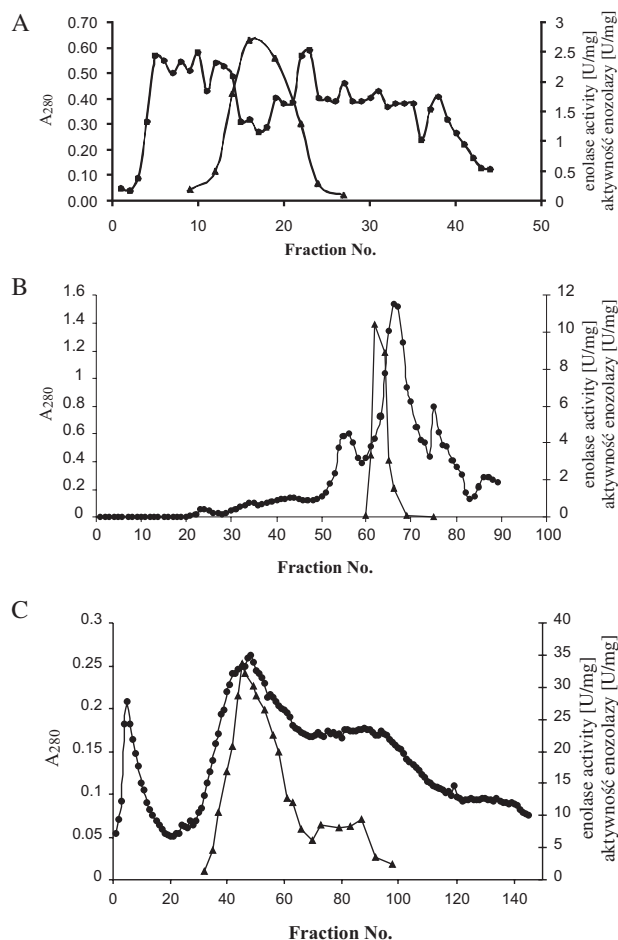 A
0.70
0.60
0.50
0.40
0.30
0.20
0.10
0.00
A280
0 10 20 30 40 50
Fraction No.
3
2.5
2
1.5
1
0.5
0
enolase activity [U/mg]
aktywność enozolazy [U/mg]
B
1.6
1.4
1.2
1
0.8
0.6
0.4
0.2
0
A280
0 10 20 30 40 50 60 70 80 90 100
Fraction No.
12
10
8
6
4
2
0
enolase activity [U/mg]
aktywność enozolazy [U/mg]
C
0.3
0.25
0.2
0.15
0.1
0.05
0
A280
0 20 40 60 80 100 120 140
Fraction No.
40
35
30
25
20
15
10
5
0
enolase activity [U/mg]
aktywność enozolazy [U/mg]